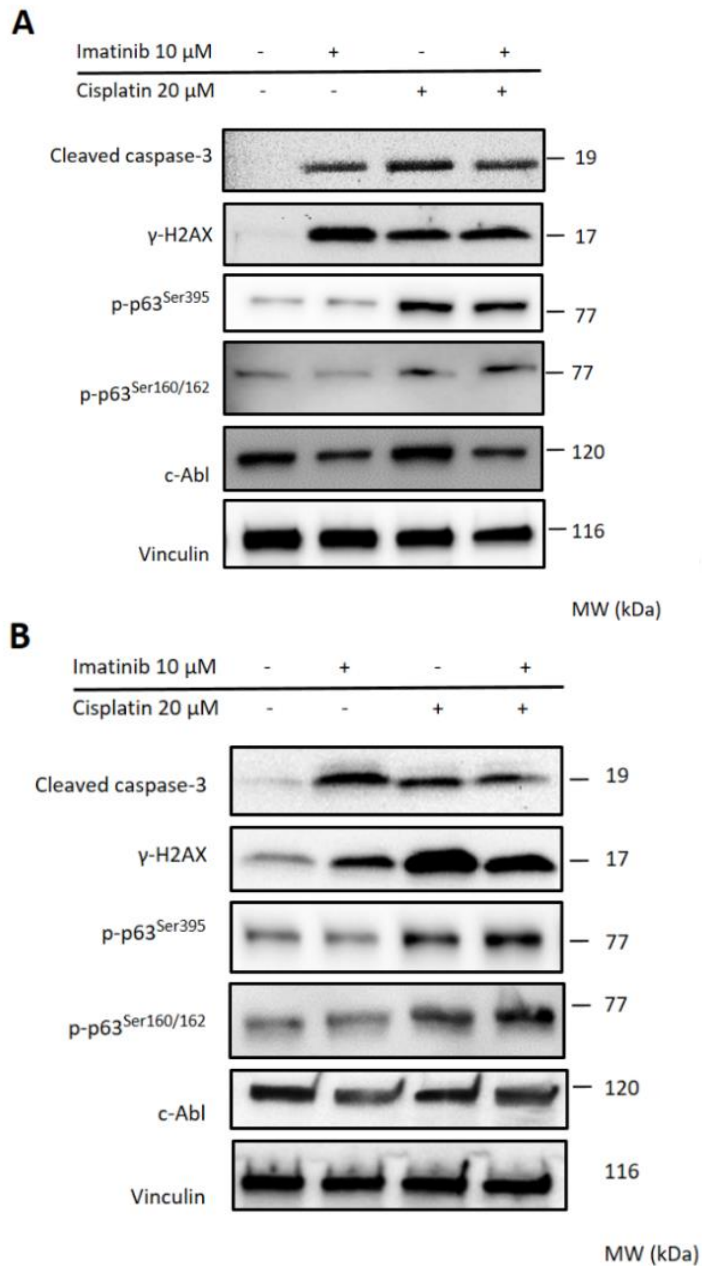 A
Imatinib 10 μM - + - +
Cisplatin 20 μM - - + +
Cleaved caspase-3 19
γ-H2AX 17
p-p63Ser395 77
p-p63Ser160/162 77
c-Abl 120
Vinculin 116
MW (kDa)
B
Imatinib 10 μM - + - +
Cisplatin 20 μM - - + +
Cleaved caspase-3 19
γ-H2AX 17
p-p63Ser395 77
p-p63Ser160/162 77
c-Abl 120
Vinculin 116
MW (kDa)